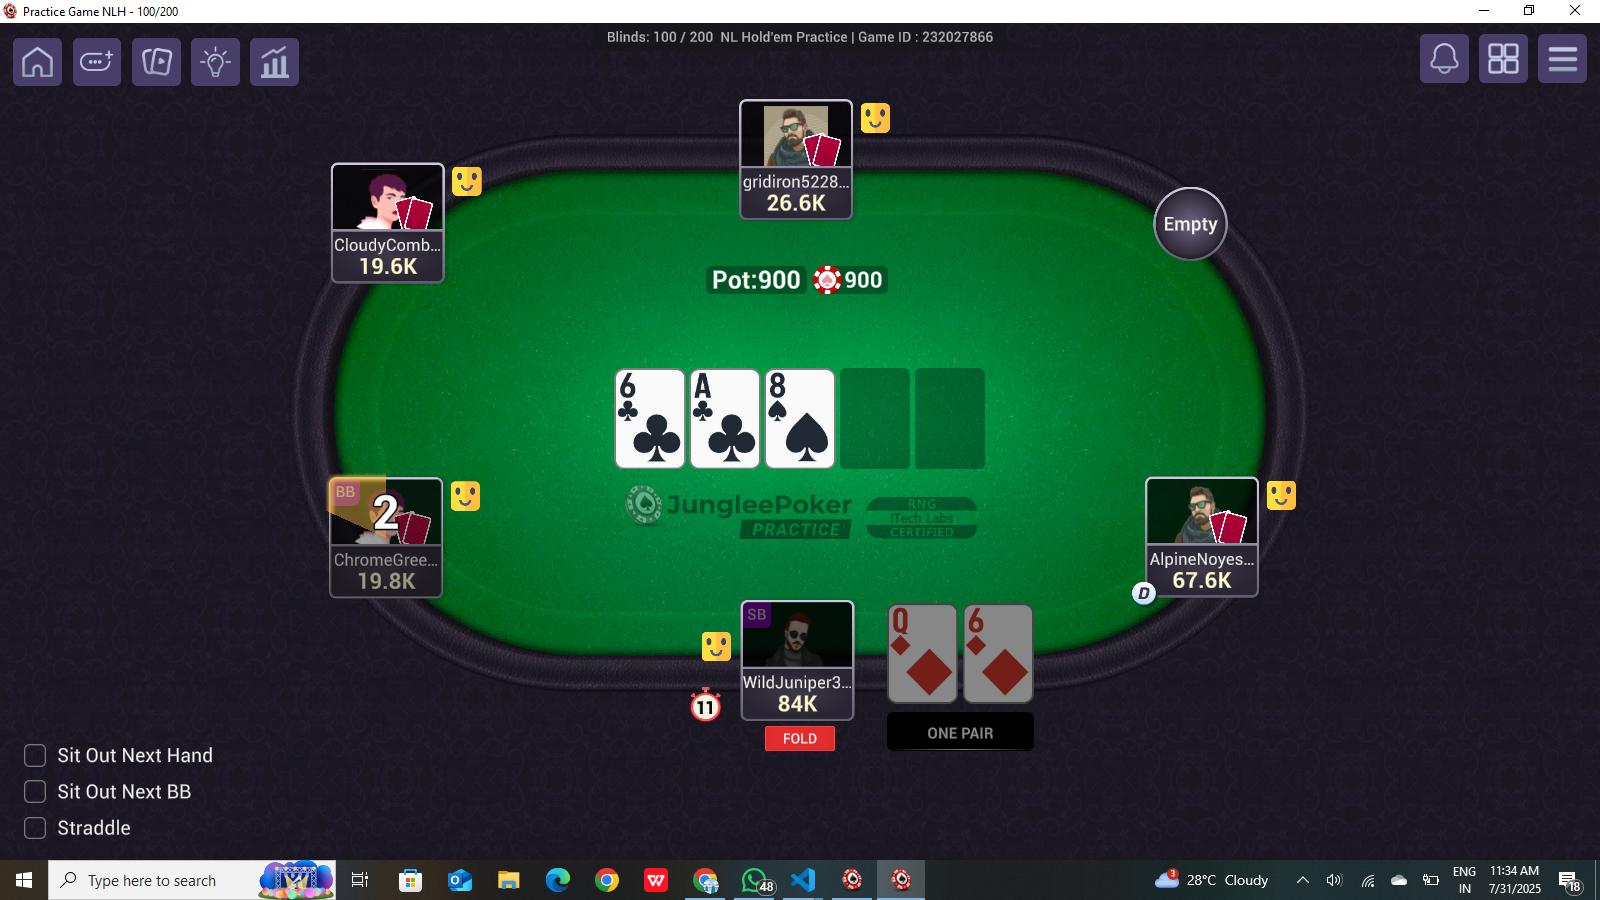 Practice Game NLH - 100/200
Blinds: 100 / 200 NL Hold'em Practice | Game ID : 232027866
gridiron5228...
26.6K
CloudyComb...
19.6K
Empty
Pot:900 900
6 A 8
JungleePoker
PRACTICE
RNG
iTech Labs
CERTIFIED
BB
2
ChromeGree...
19.8K
AlpineNoyes...
67.6K
D
SB
WildJuniper3...
84K
11
FOLD
Q 6
ONE PAIR
Sit Out Next Hand
Sit Out Next BB
Straddle
Type here to search
48
3
28°C Cloudy
ENG
IN
11:34 AM
7/31/2025
18